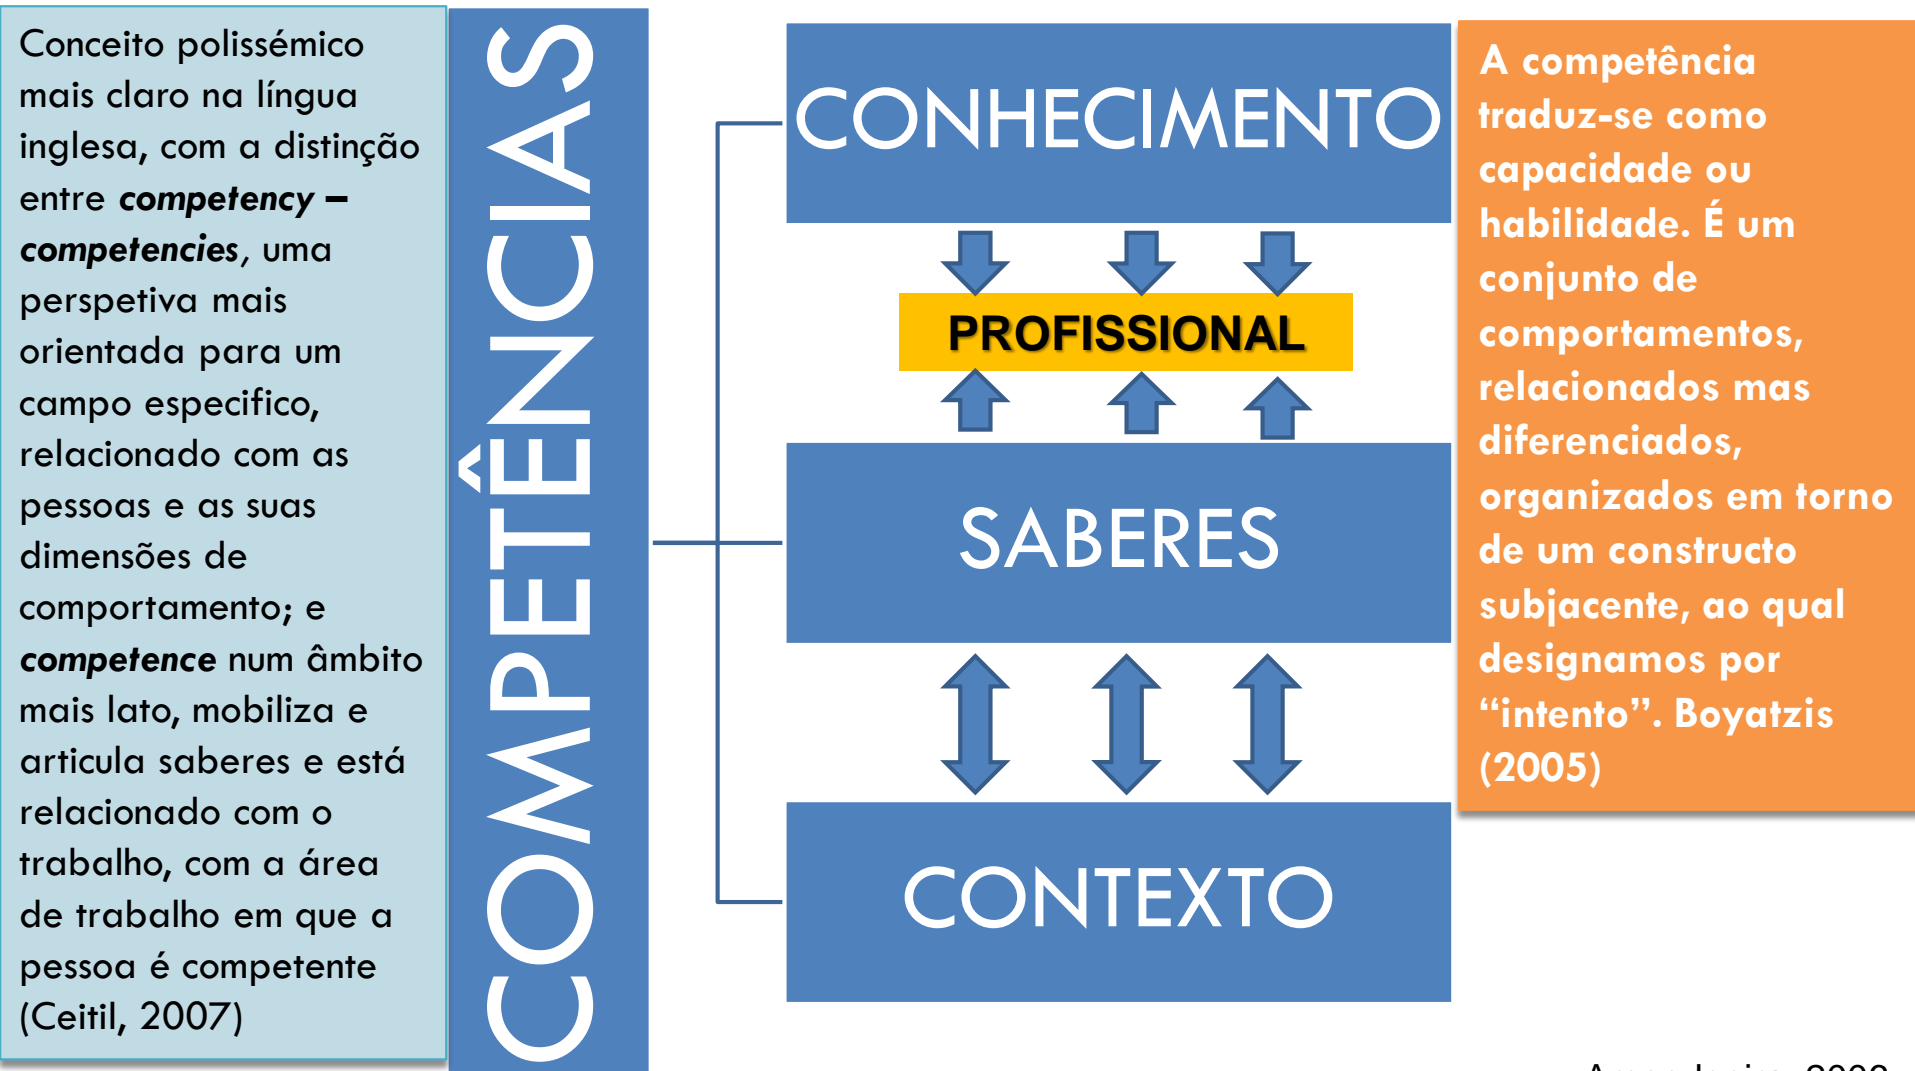 Conceito polissémico
mais claro na língua
inglesa, com a distinção
entre competency –
competencies, uma
perspetiva mais
orientada para um
campo especifico,
relacionado com as
pessoas e as suas
dimensões de
comportamento; e
competence num âmbito
mais lato, mobiliza e
articula saberes e está
relacionado com o
trabalho, com a área
de trabalho em que a
pessoa é competente
(Ceitil, 2007)
COMPETÊNCIAS
CONHECIMENTO
PROFISSIONAL
SABERES
CONTEXTO
A competência
traduz-se como
capacidade ou
habilidade. É um
conjunto de
comportamentos,
relacionados mas
diferenciados,
organizados em torno
de um constructo
subjacente, ao qual
designamos por
“intento”. Boyatzis
(2005)